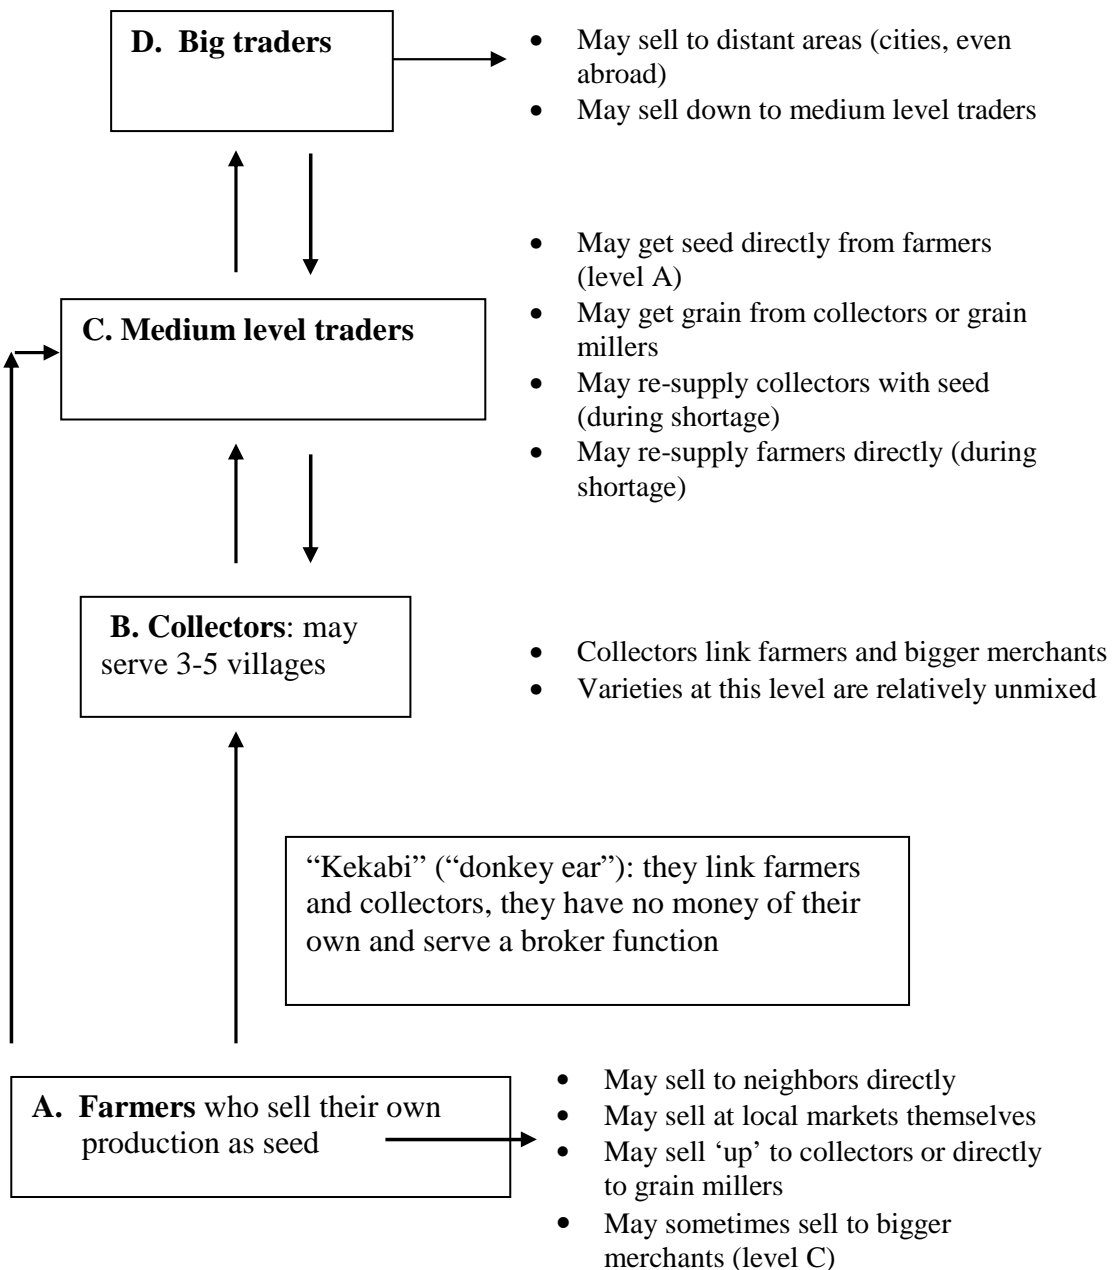 D. Big traders
• May sell to distant areas (cities, even
abroad)
• May sell down to medium level traders
• May get seed directly from farmers
(level A)
• May get grain from collectors or grain
millers
• May re-supply collectors with seed
(during shortage)
• May re-supply farmers directly (during
shortage)
C. Medium level traders
B. Collectors: may
serve 3-5 villages
• Collectors link farmers and bigger merchants
• Varieties at this level are relatively unmixed
“Kekabi” (“donkey ear”): they link farmers
and collectors, they have no money of their
own and serve a broker function
A. Farmers who sell their own
production as seed
• May sell to neighbors directly
• May sell at local markets themselves
• May sell ‘up’ to collectors or directly
to grain millers
• May sometimes sell to bigger
merchants (level C)